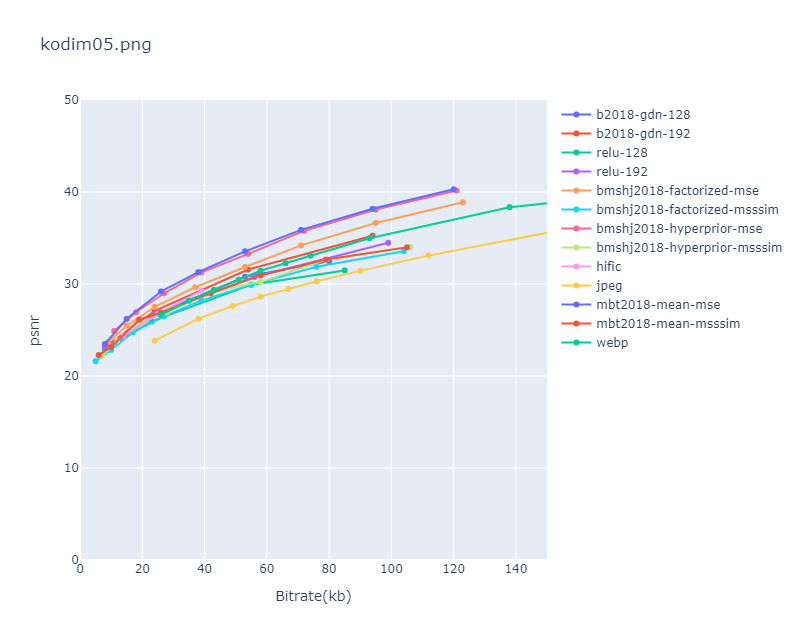 kodim05.png
50
40
30
20
10
0
psnr
0 20 40 60 80 100 120 140
Bitrate(kb)
b2018-gdn-128
b2018-gdn-192
relu-128
relu-192
bmshj2018-factorized-mse
bmshj2018-factorized-msssim
bmshj2018-hyperprior-mse
bmshj2018-hyperprior-msssim
hific
jpeg
mbt2018-mean-mse
mbt2018-mean-msssim
webp